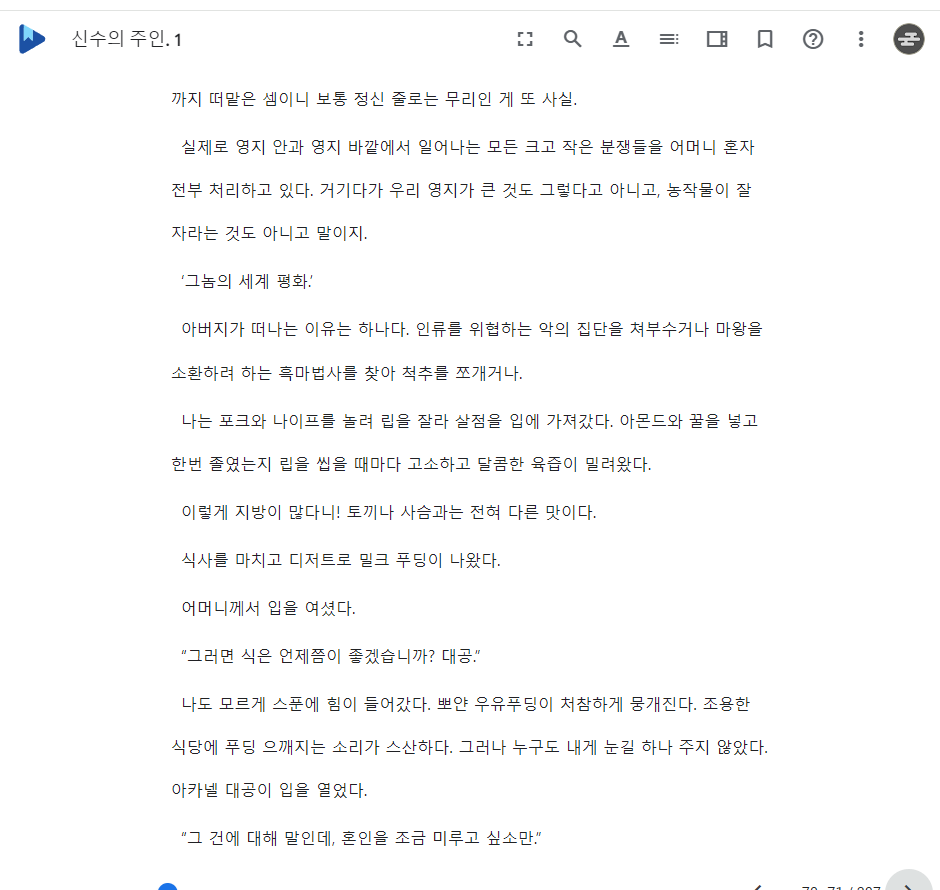 신수의 주인. 1
까지 떠맡은 셈이니 보통 정신 줄로는 무리인 게 또 사실.
실제로 영지 안과 영지 바깥에서 일어나는 모든 크고 작은 분쟁들을 어머니 혼자
전부 처리하고 있다. 거기다가 우리 영지가 큰 것도 그렇다고 아니고, 농작물이 잘
자라는 것도 아니고 말이지.
‘그놈의 세계 평화.’
아버지가 떠나는 이유는 하나다. 인류를 위협하는 악의 집단을 쳐부수거나 마왕을
소환하려 하는 흑마법사를 찾아 척추를 쪼개거나.
나는 포크와 나이프를 놀려 립을 잘라 살점을 입에 가져갔다. 아몬드와 꿀을 넣고
한번 졸였는지 립을 씹을 때마다 고소하고 달콤한 육즙이 밀려왔다.
이렇게 지방이 많다니! 토끼나 사슴과는 전혀 다른 맛이다.
식사를 마치고 디저트로 밀크 푸딩이 나왔다.
어머니께서 입을 여셨다.
“그러면 식은 언제쯤이 좋겠습니까? 대공.”
나도 모르게 스푼에 힘이 들어갔다. 뽀얀 우유푸딩이 처참하게 뭉개진다. 조용한
식당에 푸딩 으깨지는 소리가 스산하다. 그러나 누구도 내게 눈길 하나 주지 않았다.
아카넬 대공이 입을 열었다.
“그 건에 대해 말인데, 혼인을 조금 미루고 싶소만.”